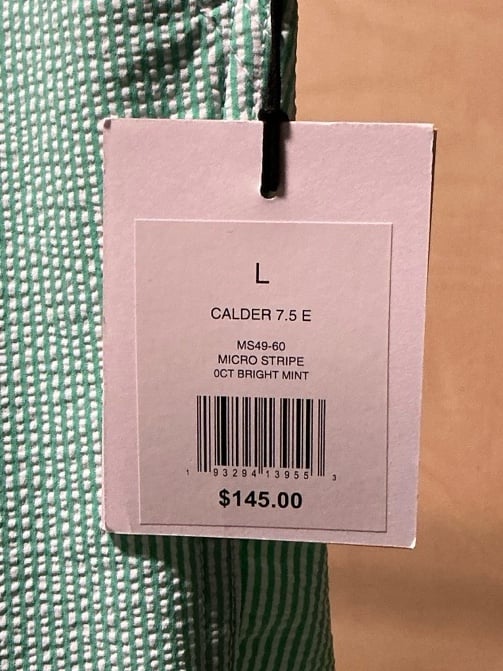 L
CALDER 7.5 E
MS49-60
MICRO STRIPE
0CT BRIGHT MINT
1 93294 13955 3
$145.00